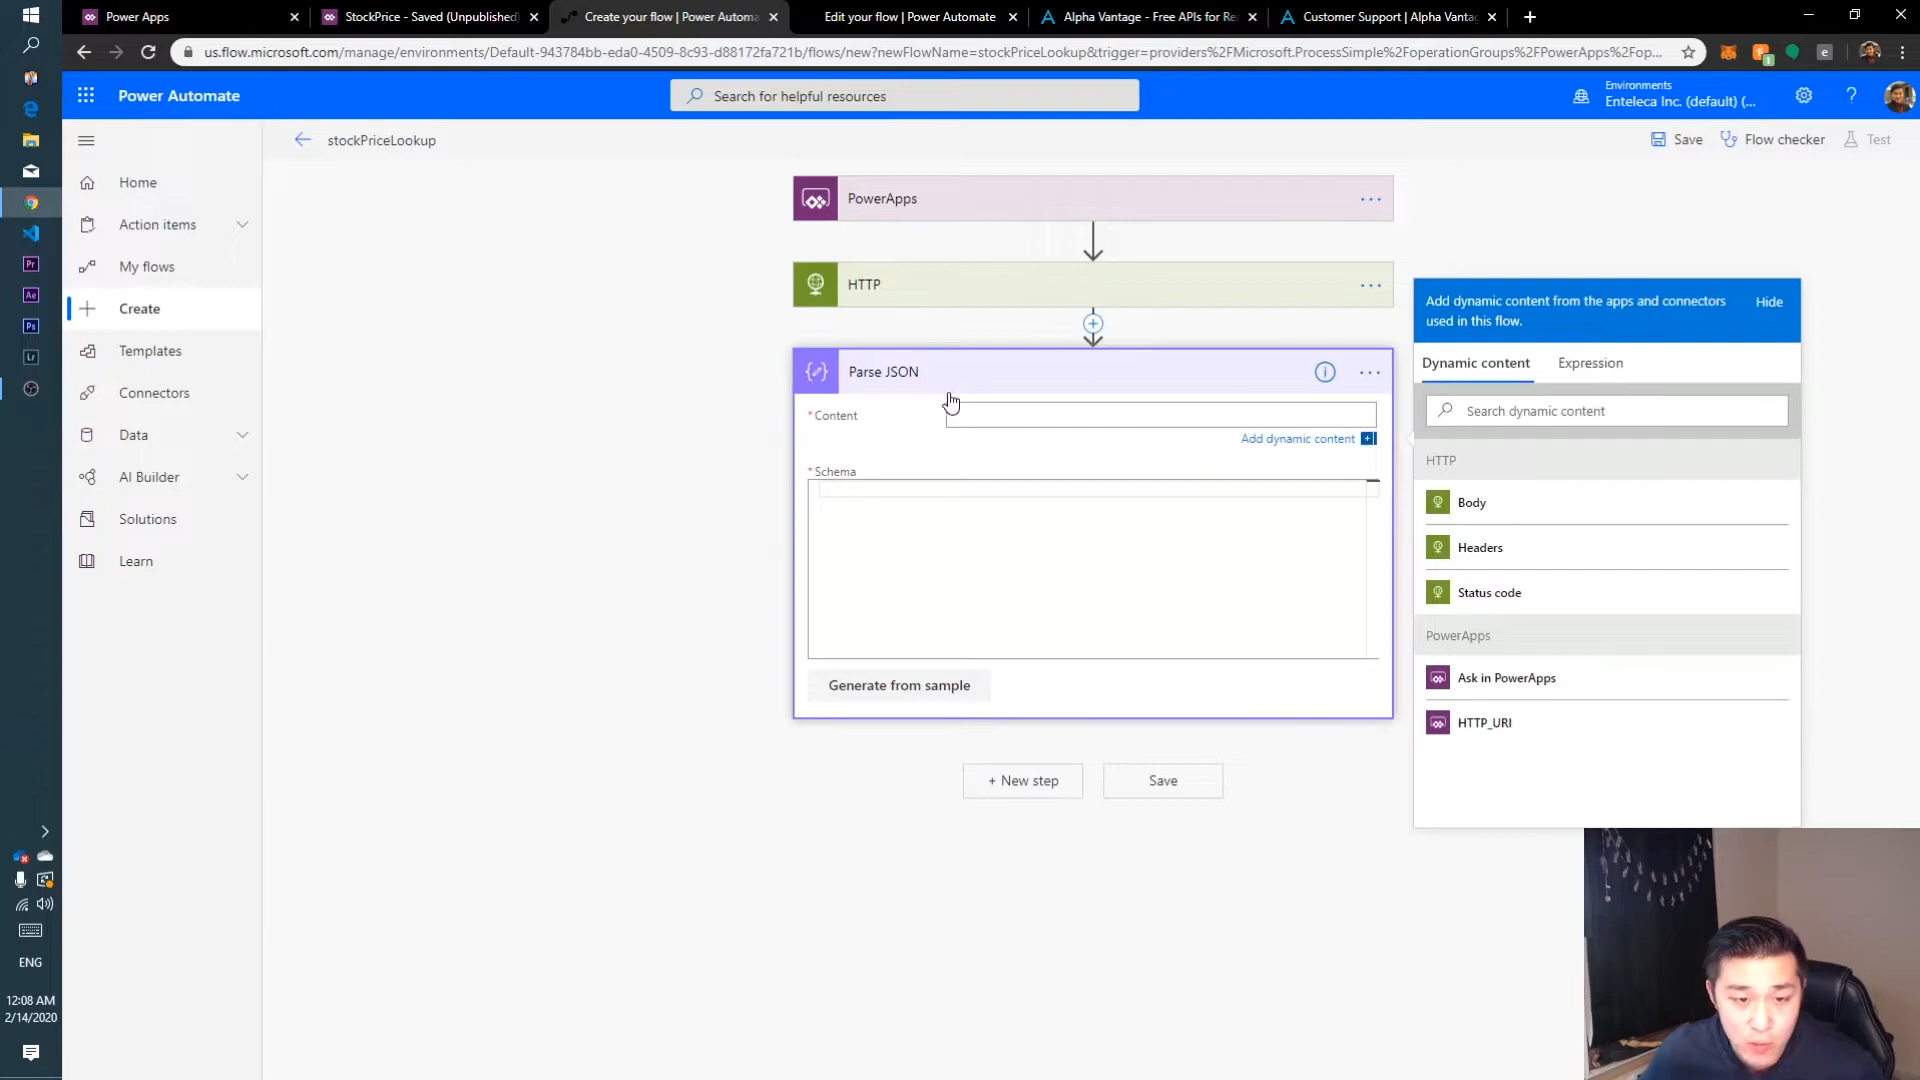 Power Apps
StockPrice - Saved (Unpublished)
Create your flow | Power Automa
Edit your flow | Power Automate
Alpha Vantage - Free APIs for Re
Customer Support | Alpha Vantag
us.flow.microsoft.com/manage/environments/Default-943784bb-eda0-4509-8c93-d88172fa721b/flows/new?newFlowName=stockPriceLookup&trigger=providers%2FMicrosoft.ProcessSimple%2FoperationGroups%2FPowerApps%2Fop...
Power Automate
Search for helpful resources
Environments
Enteleca Inc. (default) (...
stockPriceLookup
Save
Flow checker
Test
Home
Action items
My flows
Create
Templates
Connectors
Data
AI Builder
Solutions
Learn
PowerApps
HTTP
Parse JSON
* Content
Add dynamic content
* Schema
Generate from sample
+ New step
Save
Add dynamic content from the apps and connectors
used in this flow.
Hide
Dynamic content
Expression
Search dynamic content
HTTP
Body
Headers
Status code
PowerApps
Ask in PowerApps
HTTP_URI
Pr
Ae
Ps
Lr
ENG
12:08 AM
2/14/2020